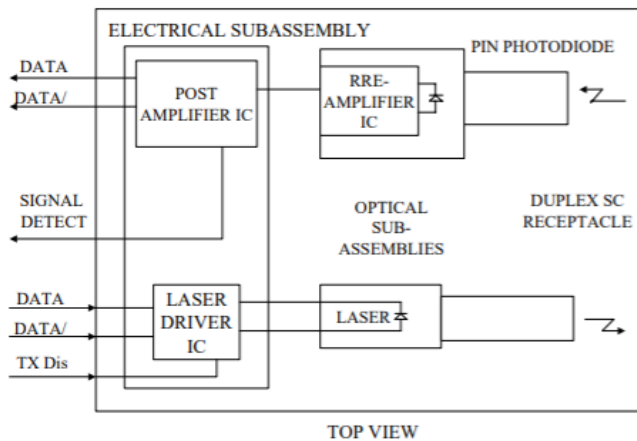 ELECTRICAL SUBASSEMBLY
PIN PHOTODIODE
DATA
DATA/
POST
AMPLIFIER IC
RRE-
AMPLIFIER
IC
SIGNAL
DETECT
OPTICAL
SUB-
ASSEMBLIES
DUPLEX SC
RECEPTACLE
DATA
DATA/
TX Dis
LASER
DRIVER
IC
LASER
TOP VIEW